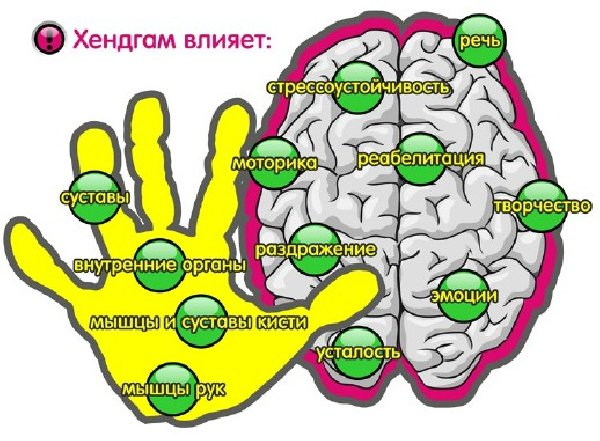 Хендгам влияет:
речь
стрессоустойчивость
моторика
реабелитация
суставы
творчество
раздражение
внутренние органы
эмоции
мышцы и суставы кисти
усталость
мышцы рук